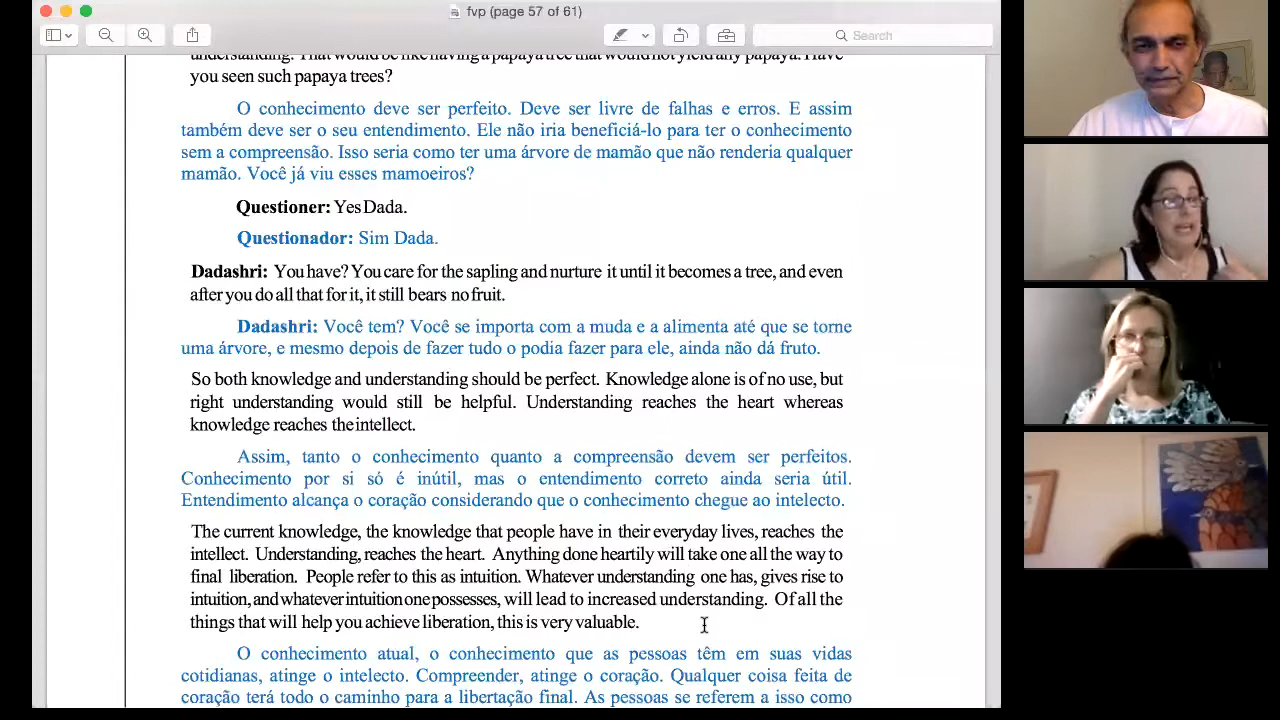 fvp (page 57 of 61)
Search
understanding. That would be like having a papaya tree that would not yield any papaya. Have
you seen such papaya trees?
O conhecimento deve ser perfeito. Deve ser livre de falhas e erros. E assim
também deve ser o seu entendimento. Ele não iria beneficiá-lo para ter o conhecimento
sem a compreensão. Isso seria como ter uma árvore de mamão que não renderia qualquer
mamão. Você já viu esses mamoeiros?
Questioner: Yes Dada.
Questionador: Sim Dada.
Dadashri: You have? You care for the sapling and nurture it until it becomes a tree, and even
after you do all that for it, it still bears no fruit.
Dadashri: Você tem? Você se importa com a muda e a alimenta até que se torne
uma árvore, e mesmo depois de fazer tudo o podia fazer para ele, ainda não dá fruto.
So both knowledge and understanding should be perfect. Knowledge alone is of no use, but
right understanding would still be helpful. Understanding reaches the heart whereas
knowledge reaches the intellect.
Assim, tanto o conhecimento quanto a compreensão devem ser perfeitos.
Conhecimento por si só é inútil, mas o entendimento correto ainda seria útil.
Entendimento alcança o coração considerando que o conhecimento chegue ao intelecto.
The current knowledge, the knowledge that people have in their everyday lives, reaches the
intellect. Understanding, reaches the heart. Anything done heartily will take one all the way to
final liberation. People refer to this as intuition. Whatever understanding one has, gives rise to
intuition, and whatever intuition one possesses, will lead to increased understanding. Of all the
things that will help you achieve liberation, this is very valuable.
O conhecimento atual, o conhecimento que as pessoas têm em suas vidas
cotidianas, atinge o intelecto. Compreender, atinge o coração. Qualquer coisa feita de
coração terá todo o caminho para a libertação final. As pessoas se referem a isso como